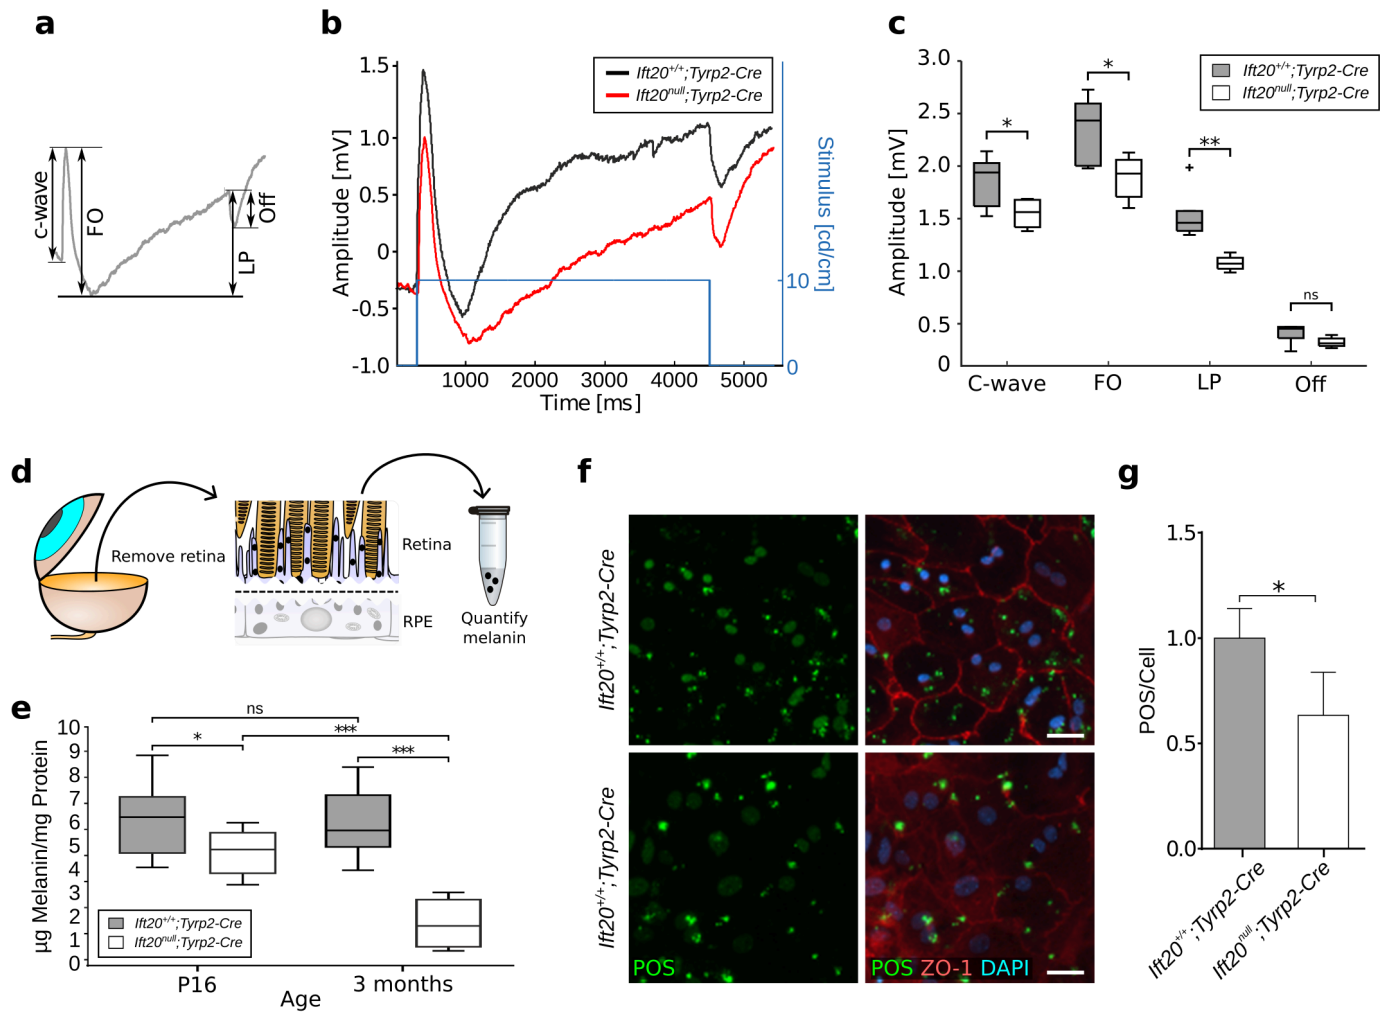 a
c-wave
FO
LP
Off
b
Amplitude [mV]
1.5
1.0
0.5
0
-0.5
-1.0
1000 2000 3000 4000 5000
Time [ms]
Ift20+/+;Tyrp2-Cre
Ift20null;Tyrp2-Cre
Stimulus [cd/cm]
10
0
c
Amplitude [mV]
3.0
2.5
2.0
1.5
1.0
0.5
0
*
*
**
ns
Ift20+/+;Tyrp2-Cre
Ift20null;Tyrp2-Cre
C-wave FO LP Off
d
Remove retina
Retina
RPE
Quantify
melanin
e
µg Melanin/mg Protein
10
9
8
7
6
5
4
3
2
1
0
ns
*
***
***
Ift20+/+;Tyrp2-Cre
Ift20null;Tyrp2-Cre
P16 3 months
Age
f
Ift20+/+;Tyrp2-Cre
Ift20+/+;Tyrp2-Cre
POS
POS ZO-1 DAPI
g
POS/Cell
1.5
1.0
0.5
0.0
*
Ift20+/+;Tyrp2-Cre
Ift20null;Tyrp2-Cre